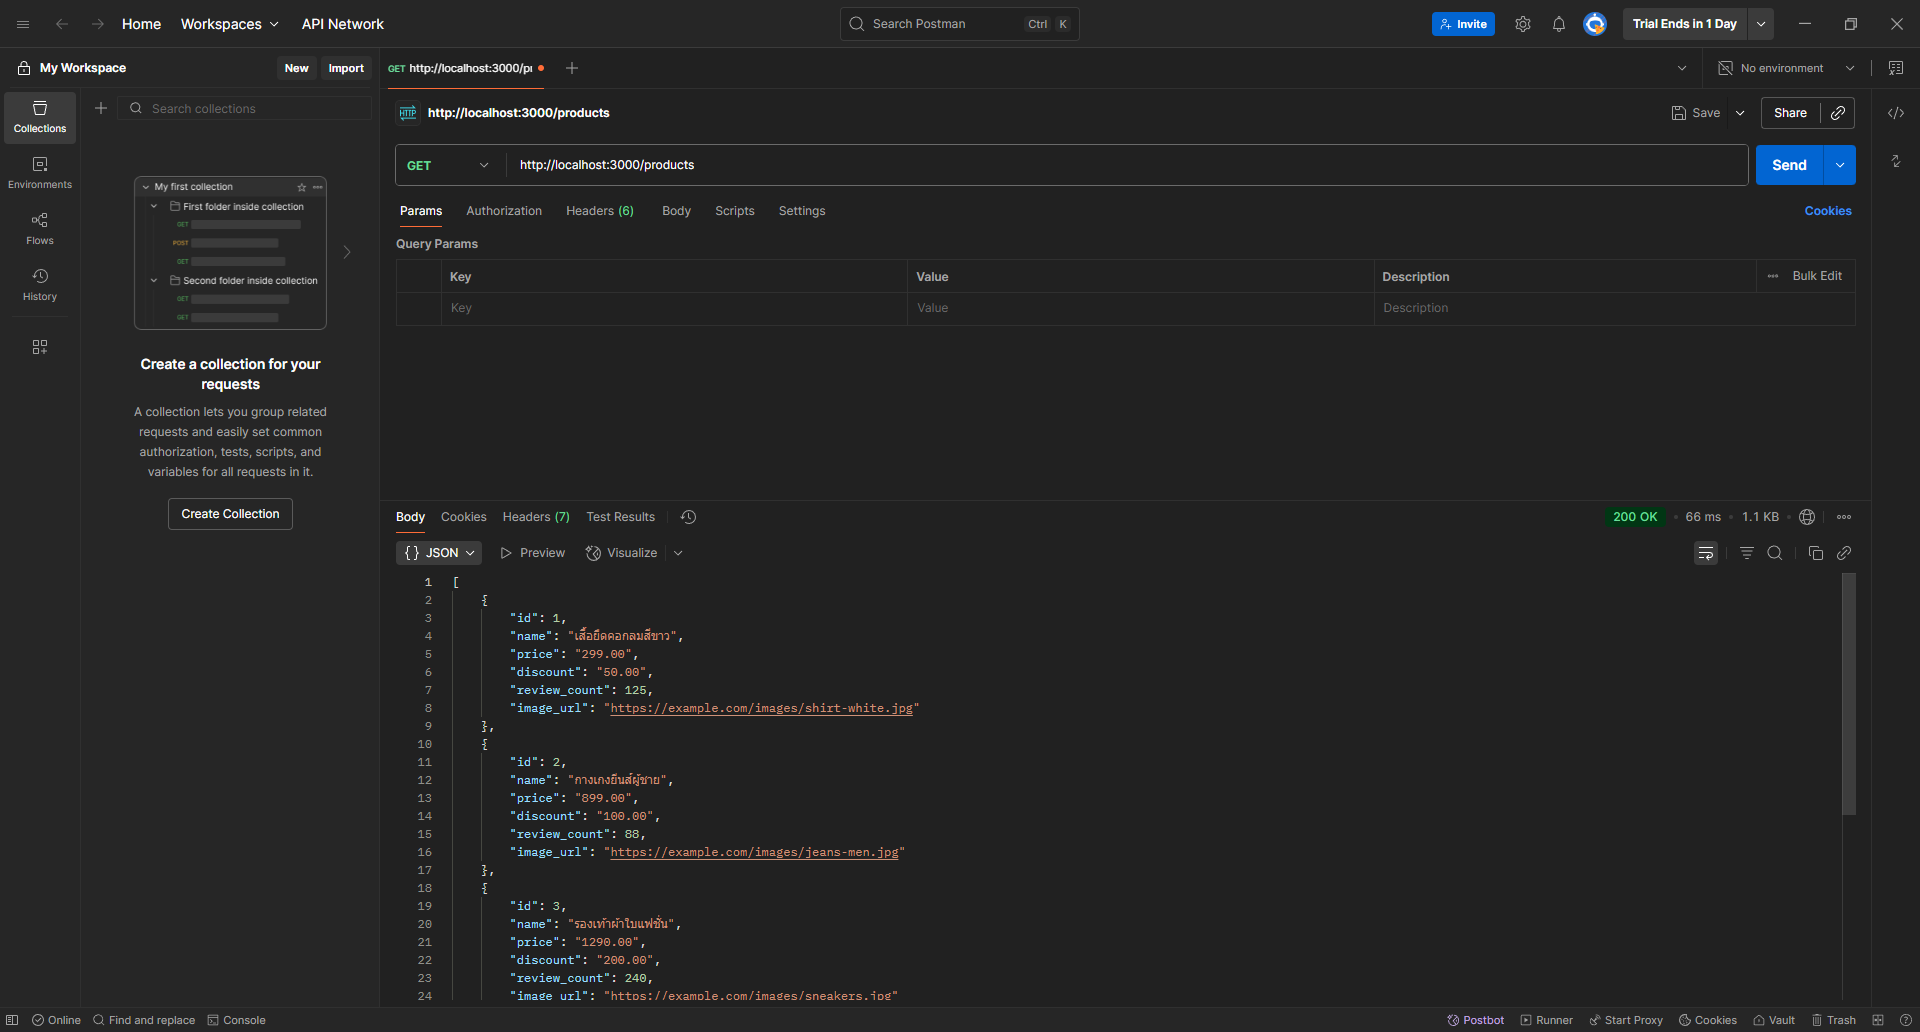 Home
Workspaces
API Network
Search Postman
Ctrl
K
Invite
Trial Ends in 1 Day
My Workspace
New
Import
GET http://localhost:3000/pr
No environment
Collections
Environments
Flows
History
Search collections
My first collection
First folder inside collection
GET
POST
GET
Second folder inside collection
GET
GET
Create a collection for your
requests
A collection lets you group related
requests and easily set common
authorization, tests, scripts, and
variables for all requests in it.
Create Collection
HTTP
http://localhost:3000/products
Save
Share
GET
http://localhost:3000/products
Send
Params
Authorization
Headers (6)
Body
Scripts
Settings
Cookies
Query Params
Key
Value
Description
Bulk Edit
Key
Value
Description
Body
Cookies
Headers (7)
Test Results
200 OK
66 ms
1.1 KB
{} JSON
Preview
Visualize
1 [
2 {
3 "id": 1,
4 "name": "เสื้อยืดคอกลมสีขาว",
5 "price": "299.00",
6 "discount": "50.00",
7 "review_count": 125,
8 "image_url": "https://example.com/images/shirt-white.jpg"
9 },
10 {
11 "id": 2,
12 "name": "กางเกงยีนส์ผู้ชาย",
13 "price": "899.00",
14 "discount": "100.00",
15 "review_count": 88,
16 "image_url": "https://example.com/images/jeans-men.jpg"
17 },
18 {
19 "id": 3,
20 "name": "รองเท้าผ้าใบแฟชั่น",
21 "price": "1290.00",
22 "discount": "200.00",
23 "review_count": 240,
24 "image_url": "https://example.com/images/sneakers.jpg"
Online
Find and replace
Console
Postbot
Runner
Start Proxy
Cookies
Vault
Trash